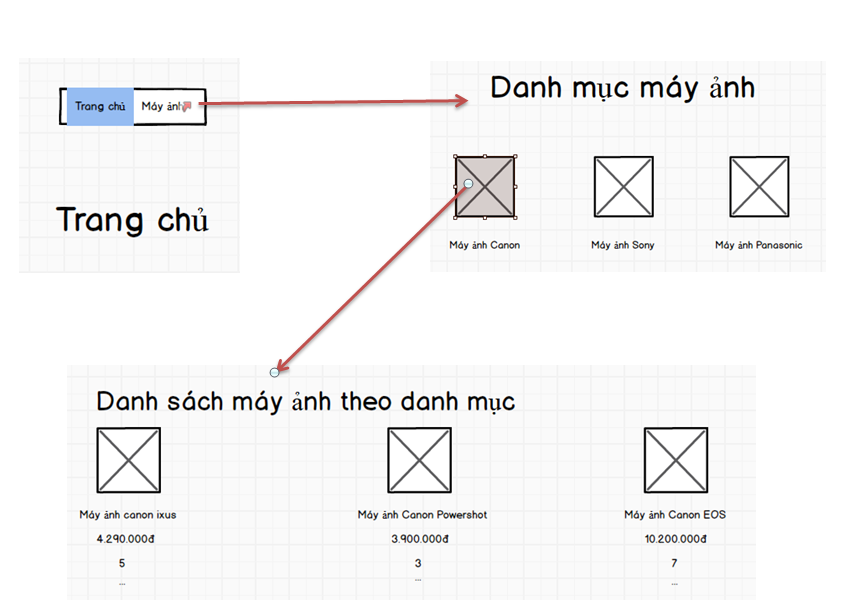 Trang chủ Máy ảnh
Trang chủ
Danh mục máy ảnh
Máy ảnh Canon Máy ảnh Sony Máy ảnh Panasonic
Danh sách máy ảnh theo danh mục
Máy ảnh canon ixus Máy ảnh Canon Powershot Máy ảnh Canon EOS
4.290.000đ 3.900.000đ 10.200.000đ
5 3 7
... ... ...